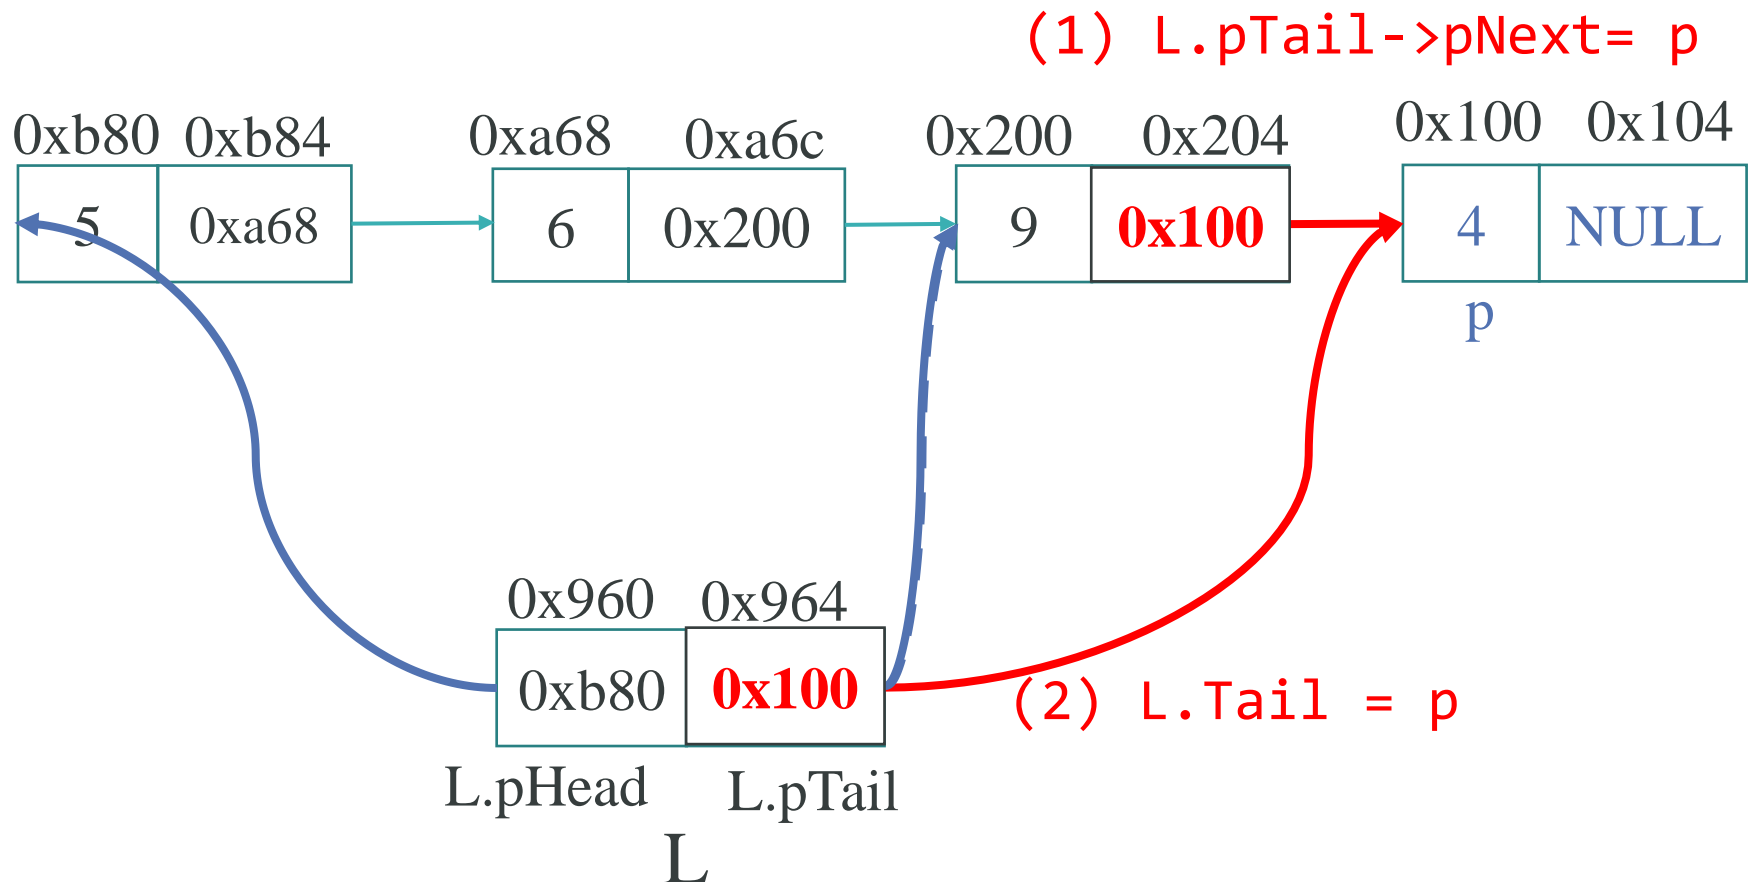 (1) L.pTail->pNext= p
0xb80 0xb84 0xa68 0xa6c 0x200 0x204 0x100 0x104
5 0xa68 6 0x200 9 0x100 4 NULL
p
0x960 0x964
0xb80 0x100
(2) L.Tail = p
L.pHead L.pTail
L